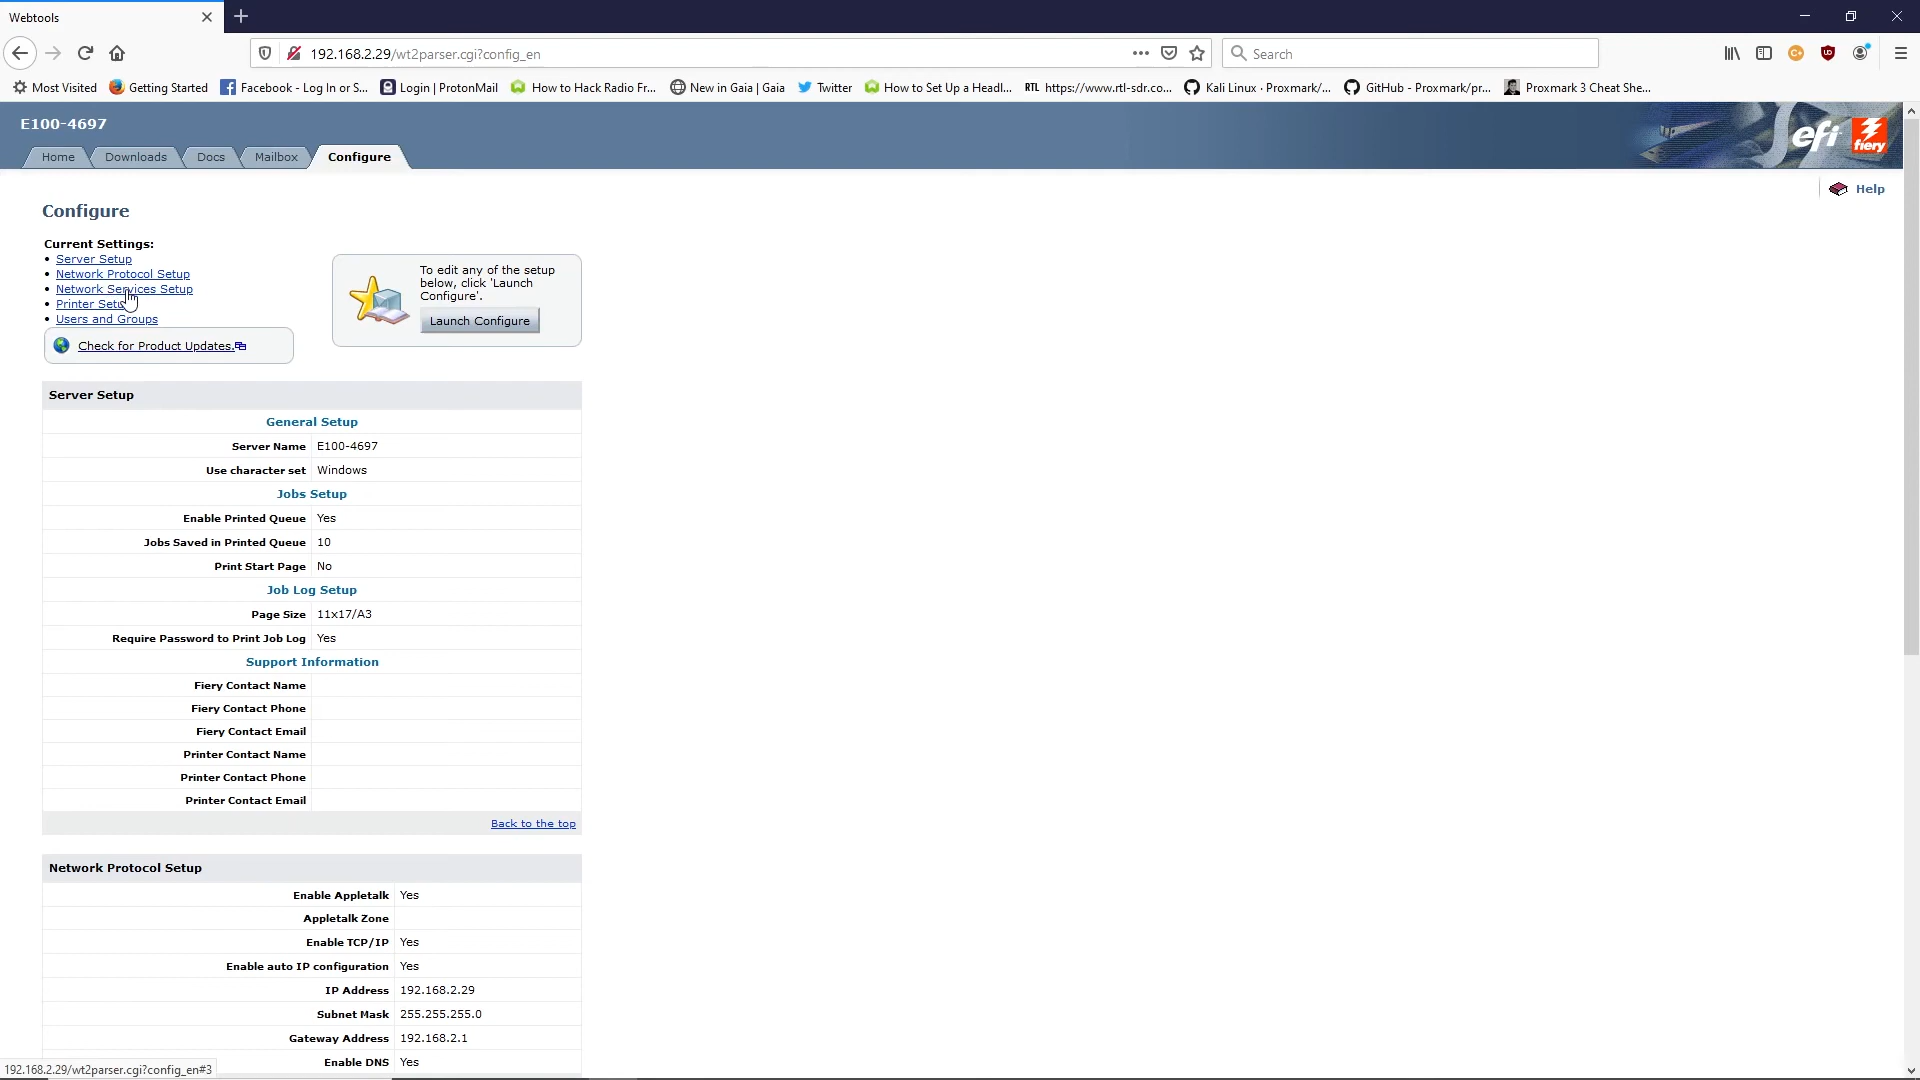 Webtools
192.168.2.29/wt2parser.cgi?config_en
Search
Most Visited
Getting Started
Facebook - Log In or S...
Login | ProtonMail
How to Hack Radio Fr...
New in Gaia | Gaia
Twitter
How to Set Up a Headl...
RTL https://www.rtl-sdr.co...
Kali Linux · Proxmark/...
GitHub - Proxmark/pr...
Proxmark 3 Cheat She...
E100-4697
efi fiery
Home
Downloads
Docs
Mailbox
Configure
Help
Configure
Current Settings:
• Server Setup
• Network Protocol Setup
• Network Services Setup
• Printer Setup
• Users and Groups
To edit any of the setup
below, click 'Launch
Configure'.
Launch Configure
Check for Product Updates.
Server Setup
General Setup
Server Name E100-4697
Use character set Windows
Jobs Setup
Enable Printed Queue Yes
Jobs Saved in Printed Queue 10
Print Start Page No
Job Log Setup
Page Size 11x17/A3
Require Password to Print Job Log Yes
Support Information
Fiery Contact Name
Fiery Contact Phone
Fiery Contact Email
Printer Contact Name
Printer Contact Phone
Printer Contact Email
Back to the top
Network Protocol Setup
Enable Appletalk Yes
Appletalk Zone
Enable TCP/IP Yes
Enable auto IP configuration Yes
IP Address 192.168.2.29
Subnet Mask 255.255.255.0
Gateway Address 192.168.2.1
Enable DNS Yes
192.168.2.29/wt2parser.cgi?config_en#3